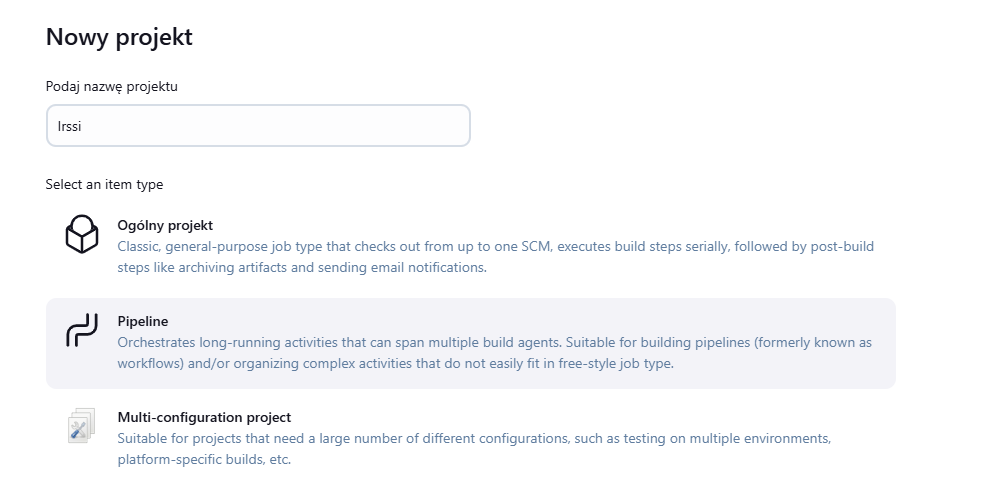 Nowy projekt
Podaj nazwę projektu
Irssi
Select an item type
Ogólny projekt
Classic, general-purpose job type that checks out from up to one SCM, executes build steps serially, followed by post-build
steps like archiving artifacts and sending email notifications.
Pipeline
Orchestrates long-running activities that can span multiple build agents. Suitable for building pipelines (formerly known as
workflows) and/or organizing complex activities that do not easily fit in free-style job type.
Multi-configuration project
Suitable for projects that need a large number of different configurations, such as testing on multiple environments,
platform-specific builds, etc.